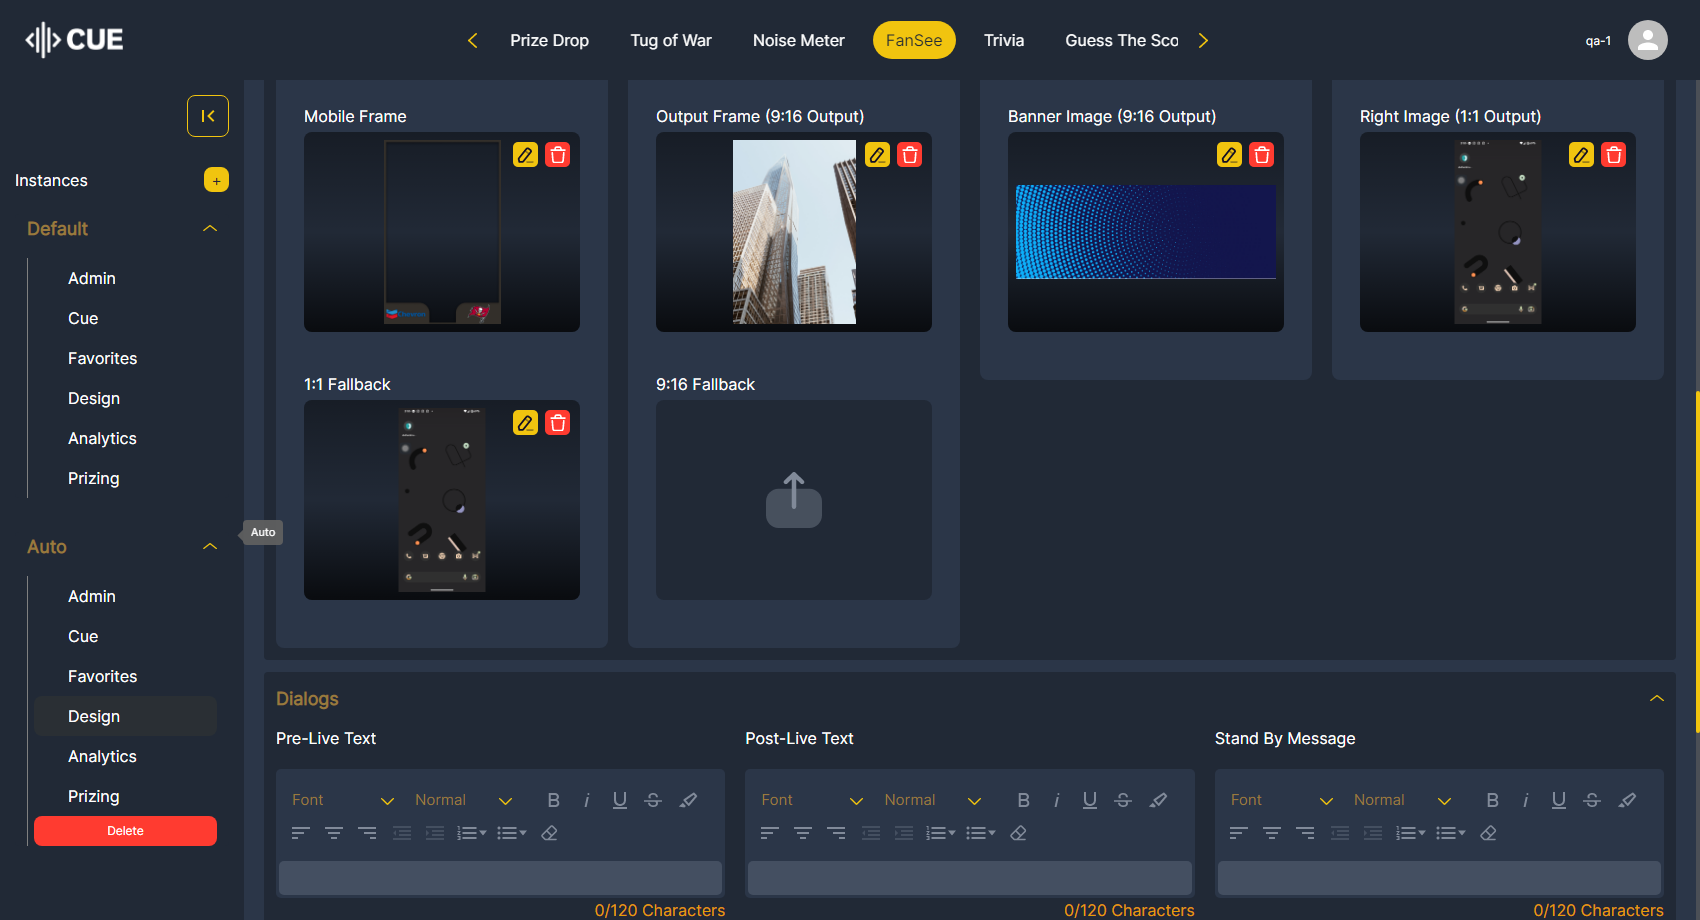 CUE
Prize Drop
Tug of War
Noise Meter
FanSee
Trivia
Guess The Sco
qa-1
Instances
+
Default
Admin
Cue
Favorites
Design
Analytics
Prizing
Auto
Auto
Admin
Cue
Favorites
Design
Analytics
Prizing
Delete
Mobile Frame
Output Frame (9:16 Output)
Banner Image (9:16 Output)
Right Image (1:1 Output)
1:1 Fallback
9:16 Fallback
Dialogs
Pre-Live Text
Post-Live Text
Stand By Message
Font Normal B i U S
Font Normal B i U S
Font Normal B i U S
0/120 Characters
0/120 Characters
0/120 Characters